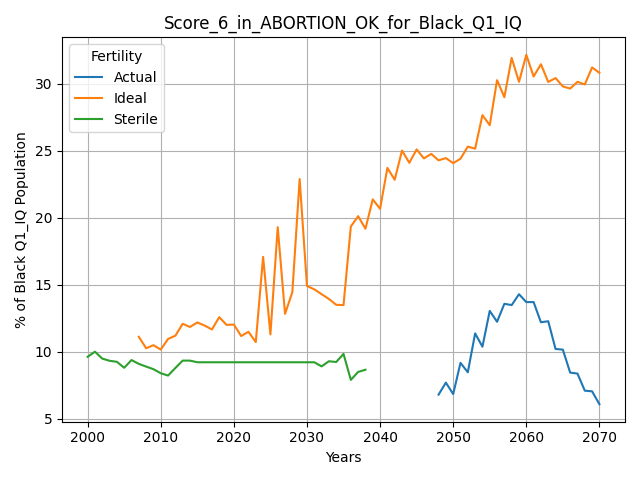 Score_6_in_ABORTION_OK_for_Black_Q1_IQ
Fertility
Actual
Ideal
Sterile
% of Black Q1_IQ Population
30
25
20
15
10
5
2000 2010 2020 2030 2040 2050 2060 2070
Years